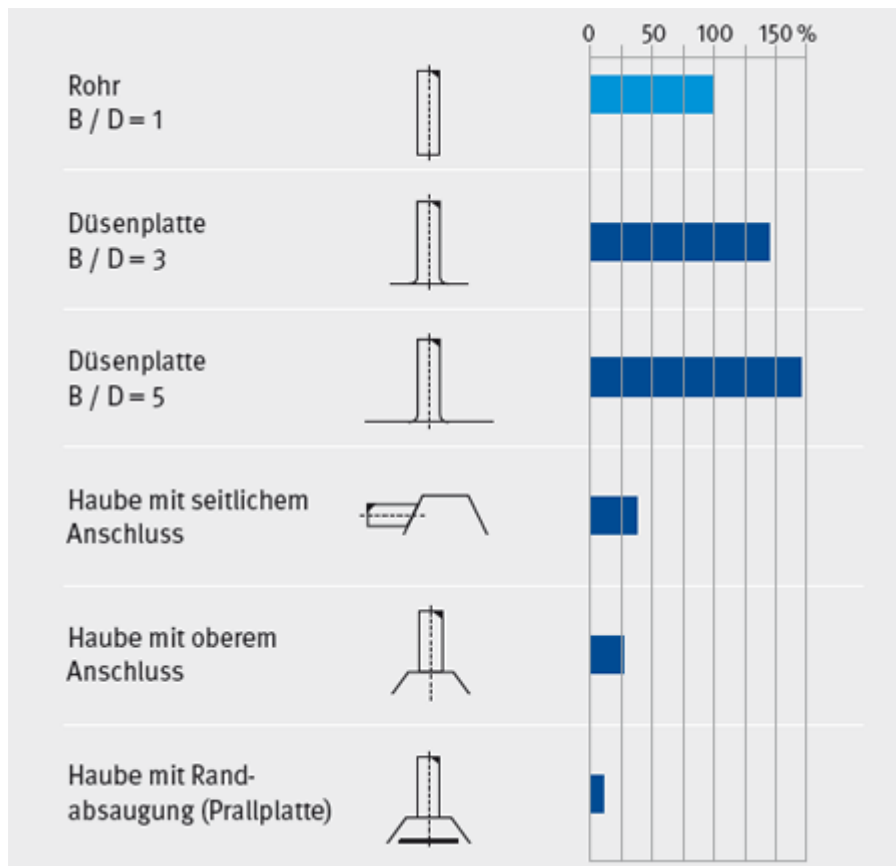 0 50 100 150 %
Rohr
B / D = 1
Düsenplatte
B / D = 3
Düsenplatte
B / D = 5
Haube mit seitlichem
Anschluss
Haube mit oberem
Anschluss
Haube mit Rand-
absaugung (Prallplatte)